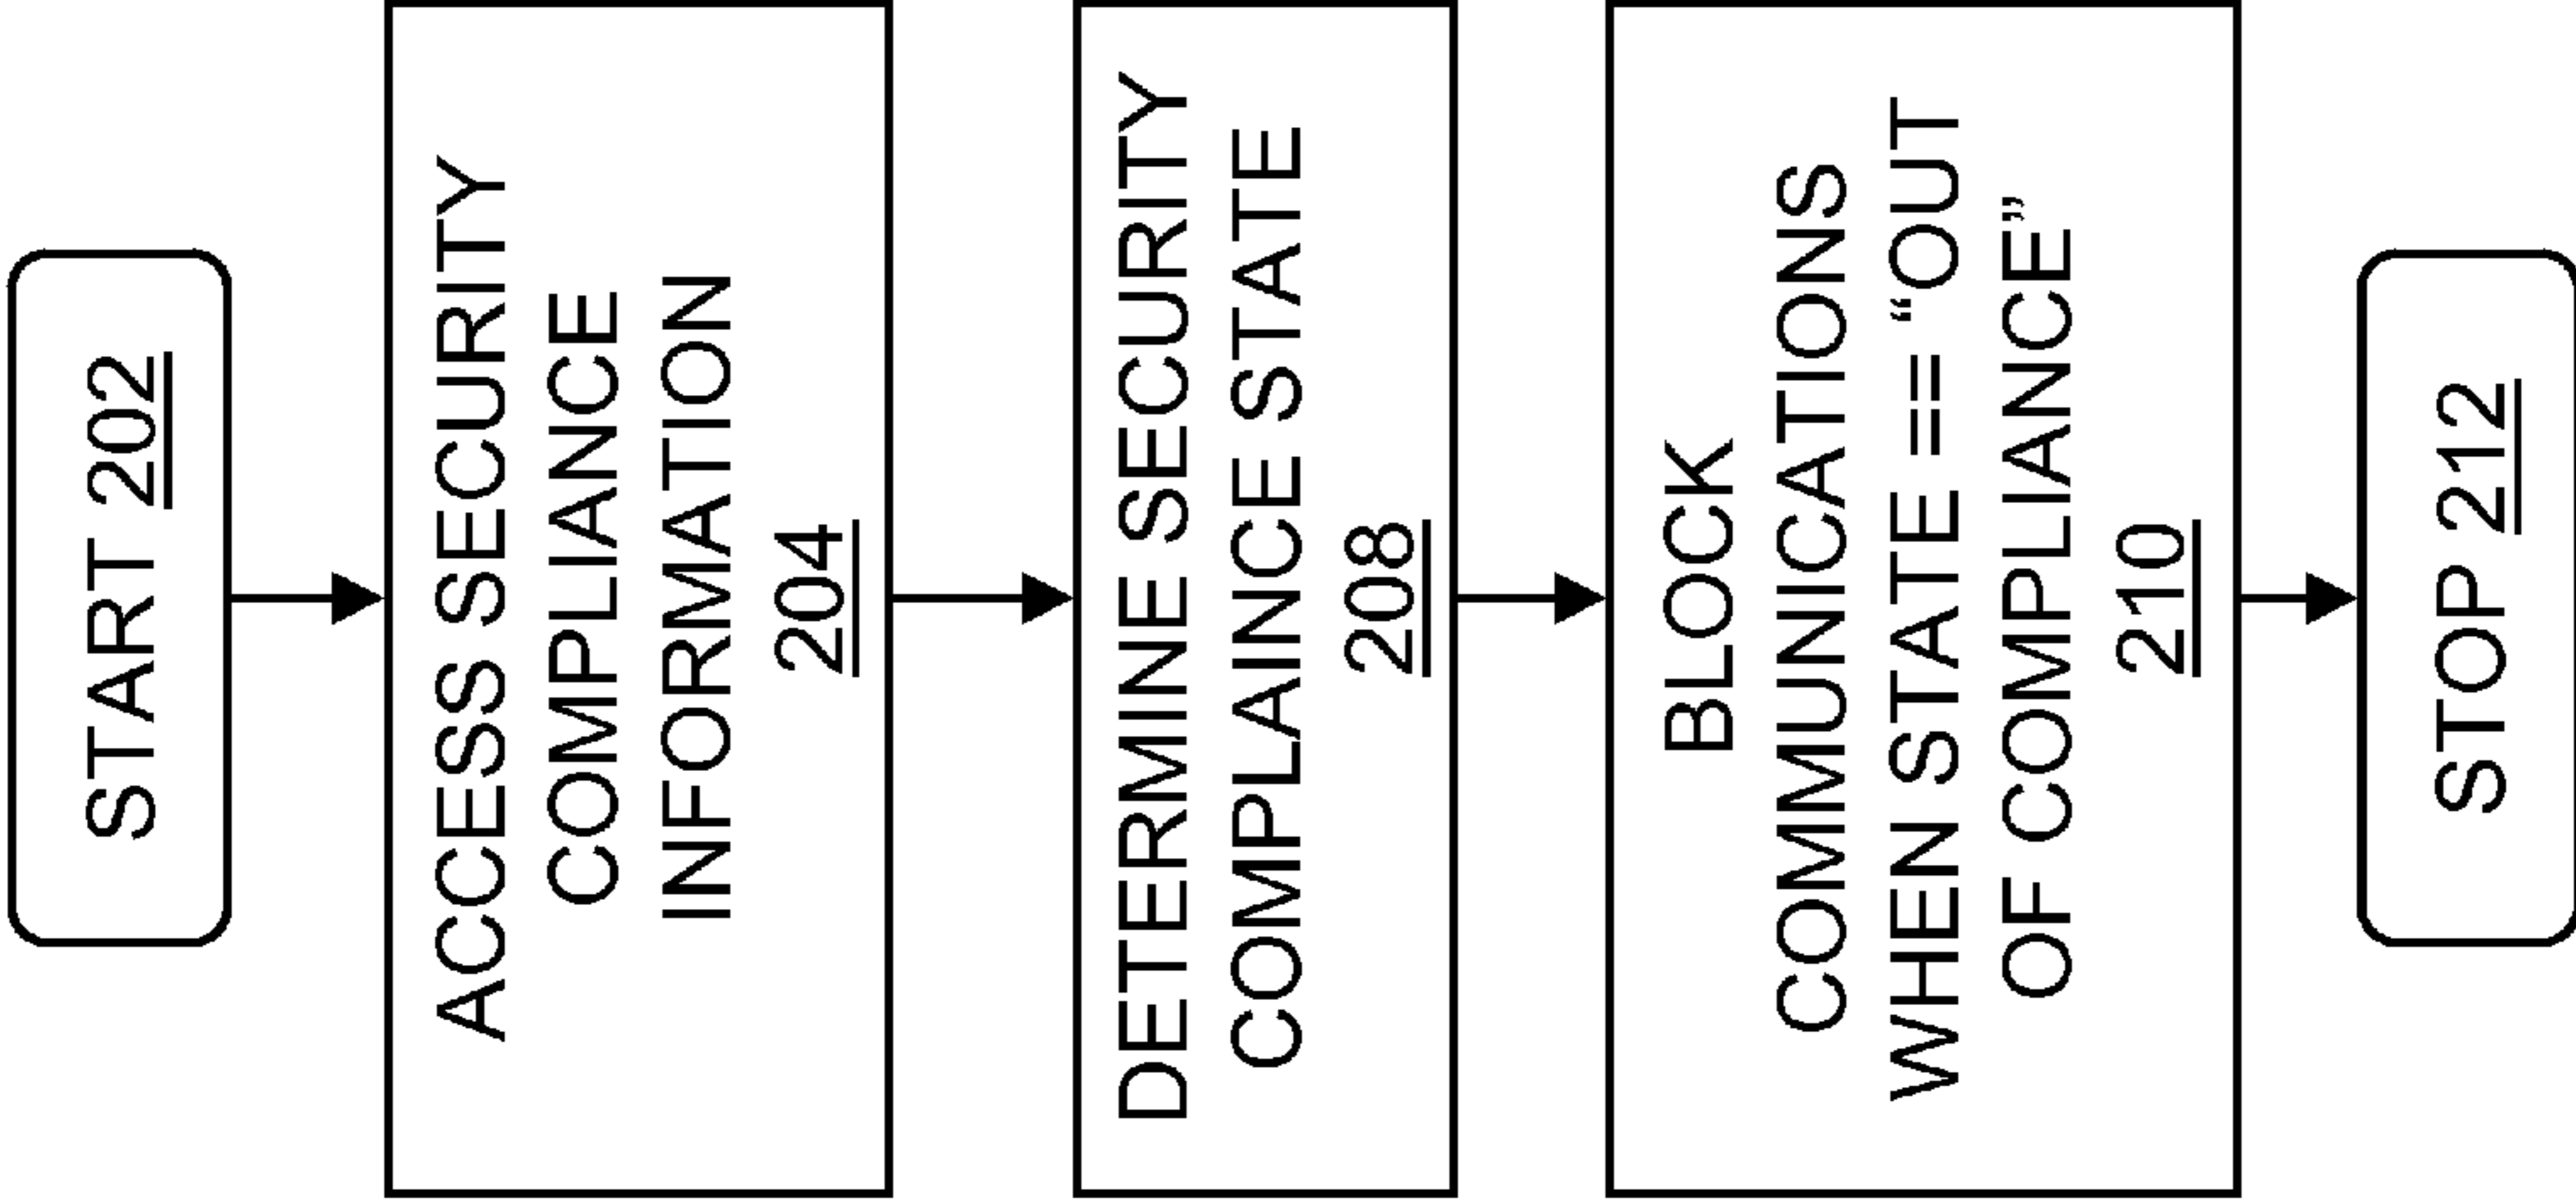 START 202
ACCESS SECURITY
COMPLIANCE
INFORMATION
204
DETERMINE SECURITY
COMPLAINCE STATE
208
BLOCK
COMMUNICATIONS
WHEN STATE == “OUT
OF COMPLIANCE”
210
STOP 212